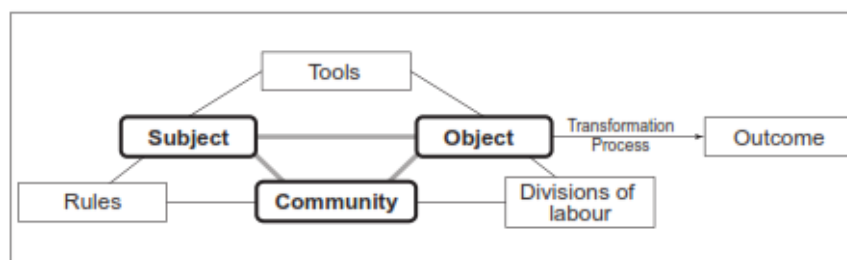 Tools
Subject
Object
Transformation
Process
Outcome
Rules
Community
Divisions of
labour